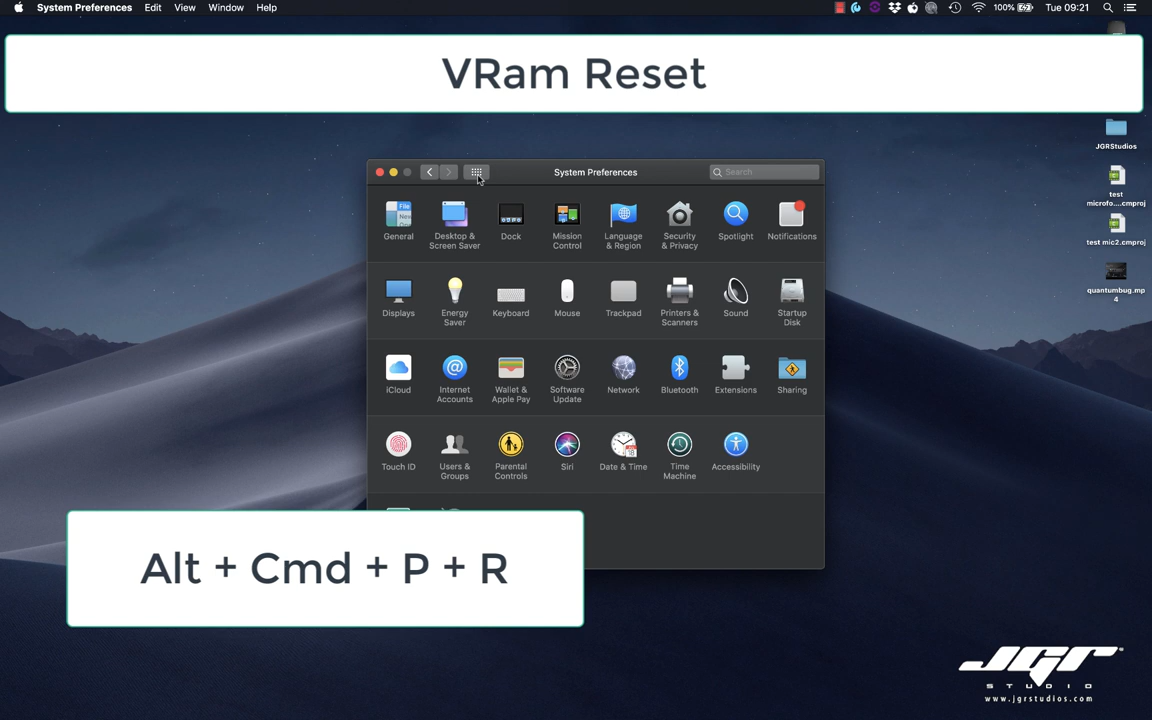 System Preferences Edit View Window Help
100% Tue 09:21
VRam Reset
JGRStudios
test
microfo....cmproj
test mic2.cmproj
quantumbug.mp
4
System Preferences
Search
General
Desktop &
Screen Saver
Dock
Mission
Control
Language
& Region
Security
& Privacy
Spotlight
Notifications
Displays
Energy
Saver
Keyboard
Mouse
Trackpad
Printers &
Scanners
Sound
Startup
Disk
iCloud
Internet
Accounts
Wallet &
Apple Pay
Software
Update
Network
Bluetooth
Extensions
Sharing
Touch ID
Users &
Groups
Parental
Controls
Siri
Date & Time
Time
Machine
Accessibility
Alt + Cmd + P + R
JGR
STUDIO
www.jgrstudios.com